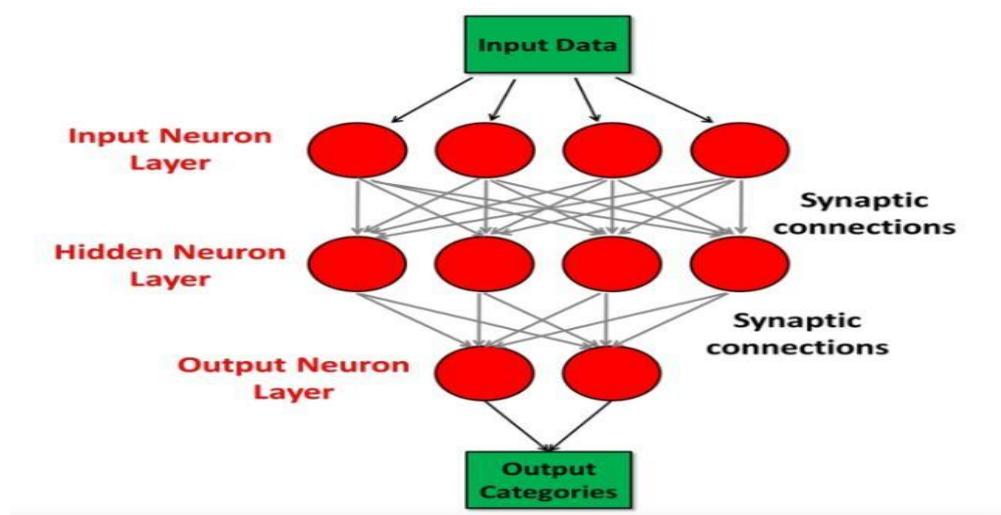 Input Data
Input Neuron
Layer
Synaptic
connections
Hidden Neuron
Layer
Synaptic
connections
Output Neuron
Layer
Output
Categories